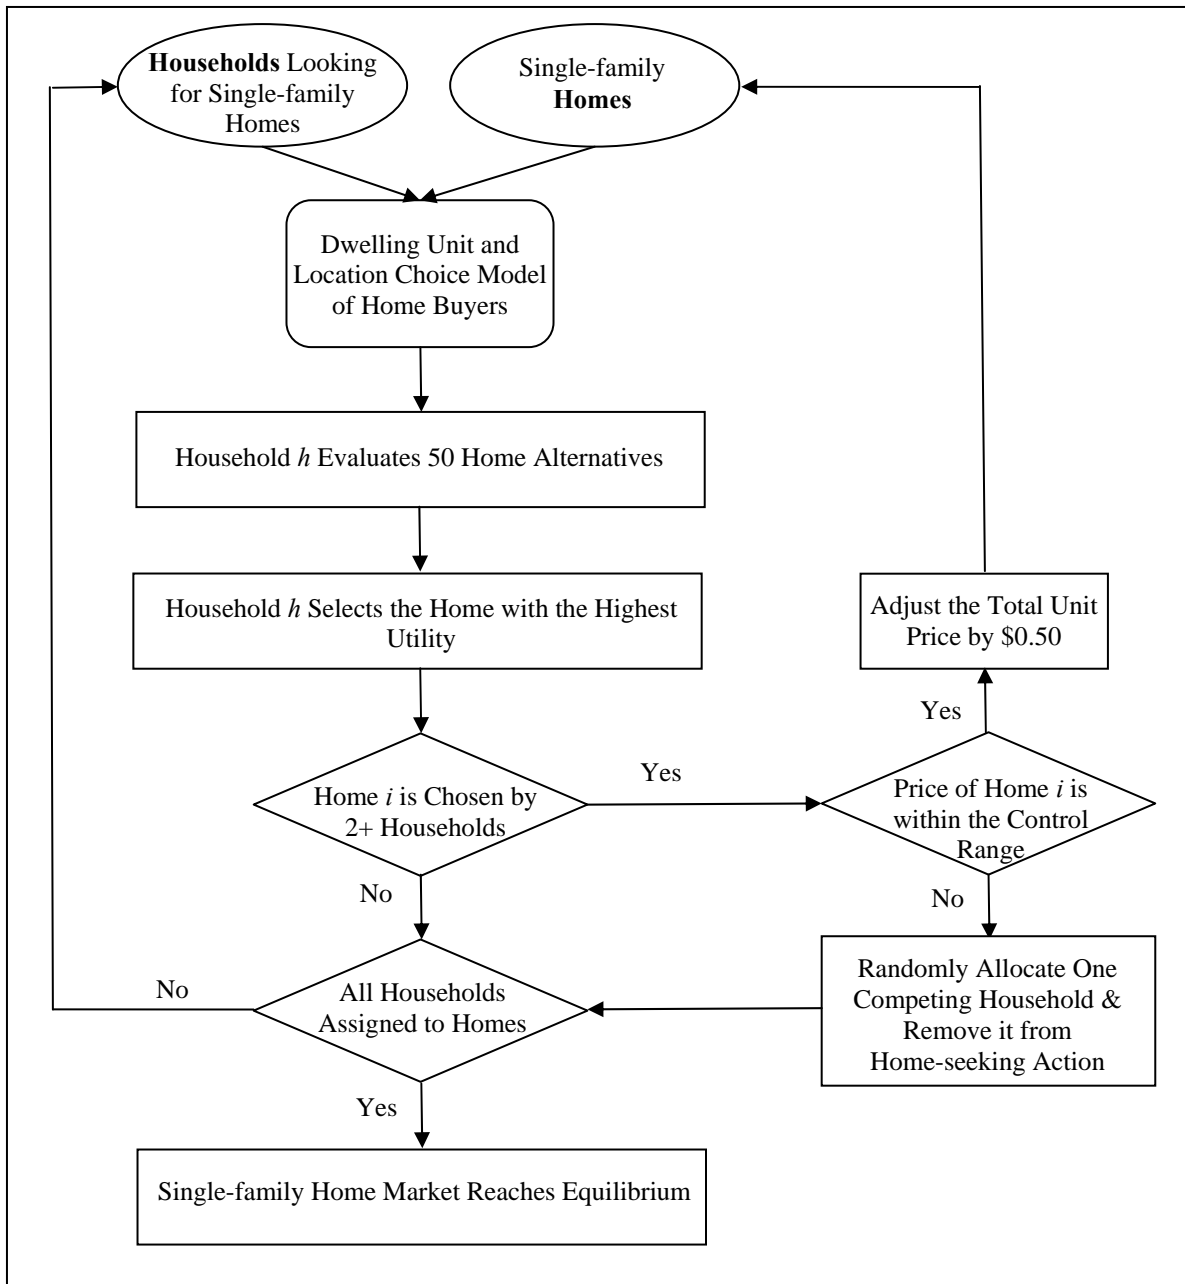 Households Looking
for Single-family
Homes
Single-family
Homes
Dwelling Unit and
Location Choice Model
of Home Buyers
Household h Evaluates 50 Home Alternatives
Household h Selects the Home with the Highest
Utility
Adjust the Total Unit
Price by $0.50
Yes
Home i is Chosen by
2+ Households
Yes
Price of Home i is
within the Control
Range
No
No
All Households
Assigned to Homes
No
Randomly Allocate One
Competing Household &
Remove it from
Home-seeking Action
Yes
Single-family Home Market Reaches Equilibrium